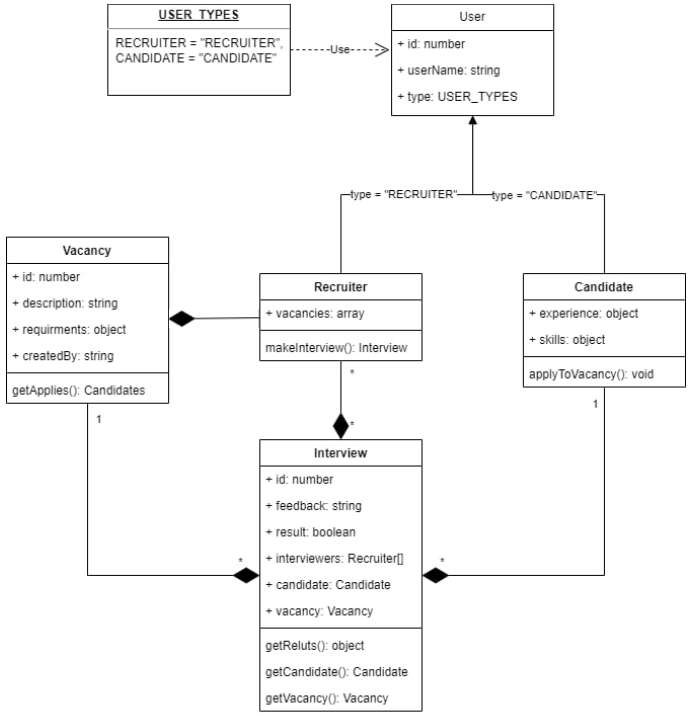 USER_TYPES
RECRUITER = "RECRUITER",
CANDIDATE = "CANDIDATE"
Use
User
+ id: number
+ userName: string
+ type: USER_TYPES
type = "RECRUITER"
type = "CANDIDATE"
Vacancy
+ id: number
+ description: string
+ requirments: object
+ createdBy: string
getApplies(): Candidates
1
*
Recruiter
+ vacancies: array
makeInterview(): Interview
*
*
Candidate
+ experience: object
+ skills: object
applyToVacancy(): void
1
*
Interview
+ id: number
+ feedback: string
+ result: boolean
+ interviewers: Recruiter[]
+ candidate: Candidate
+ vacancy: Vacancy
getReluts(): object
getCandidate(): Candidate
getVacancy(): Vacancy